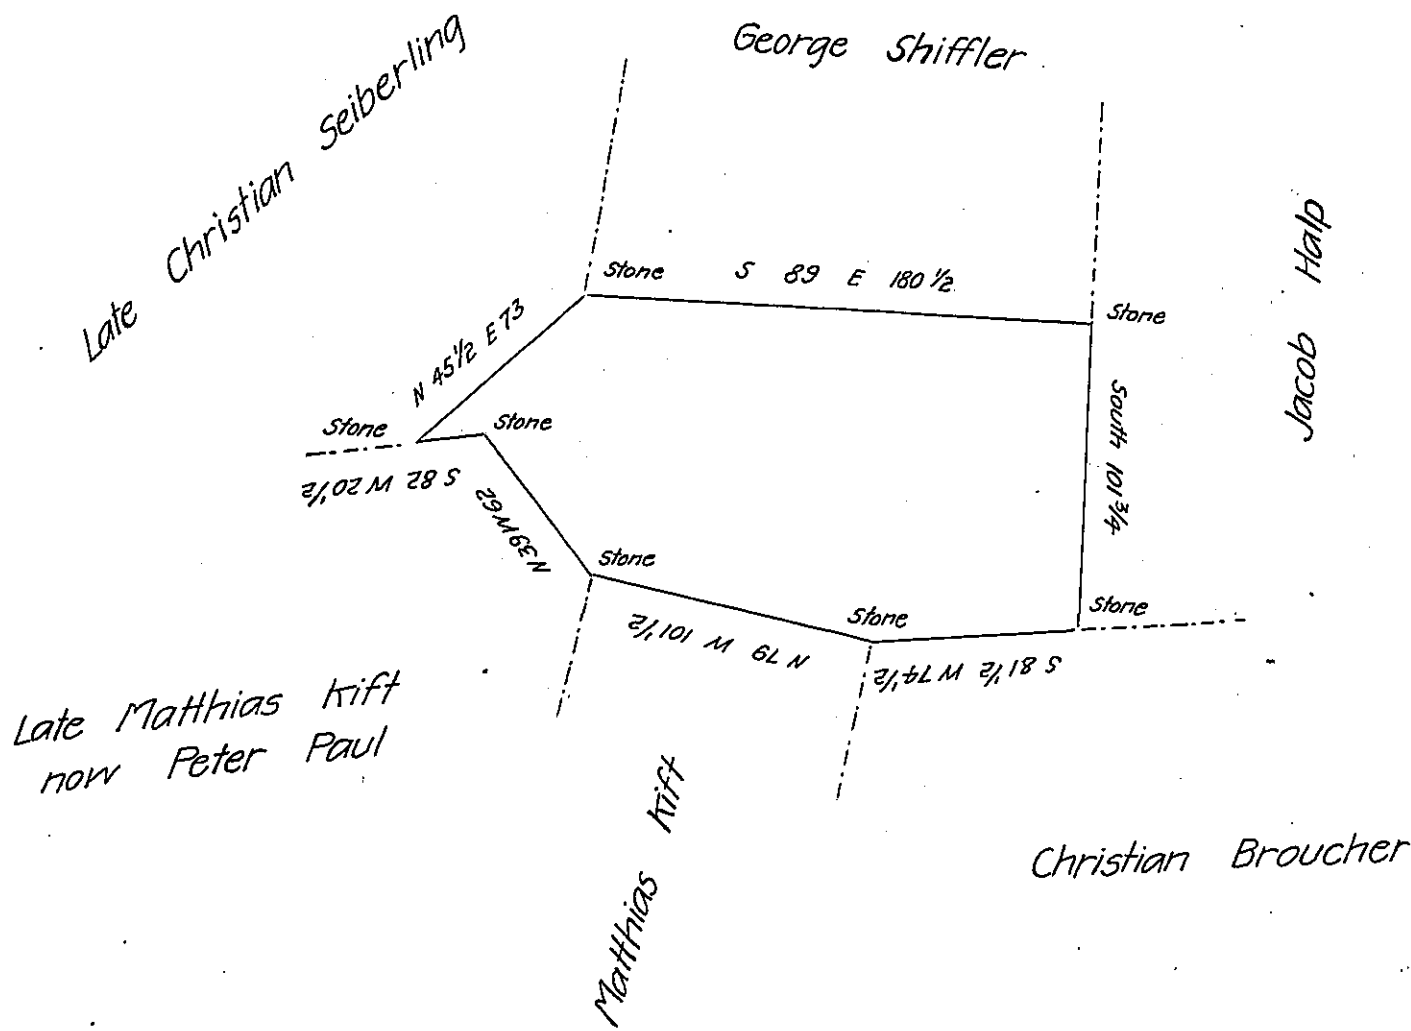 George Shiffler
Late Christian Seiberling
Stone
S 89 E 180 1/2
Stone
Jacob Halp
N 45 1/2 E 73
South 101 3/4
Stone
Stone
S 82 W 20 1/2
N 39 W 62
Stone
N 79 W 101 1/2
Stone
S 81 1/2 W 74 1/2
Stone
Late Matthias Kift
now Peter Paul
Matthias Kift
Christian Broucher